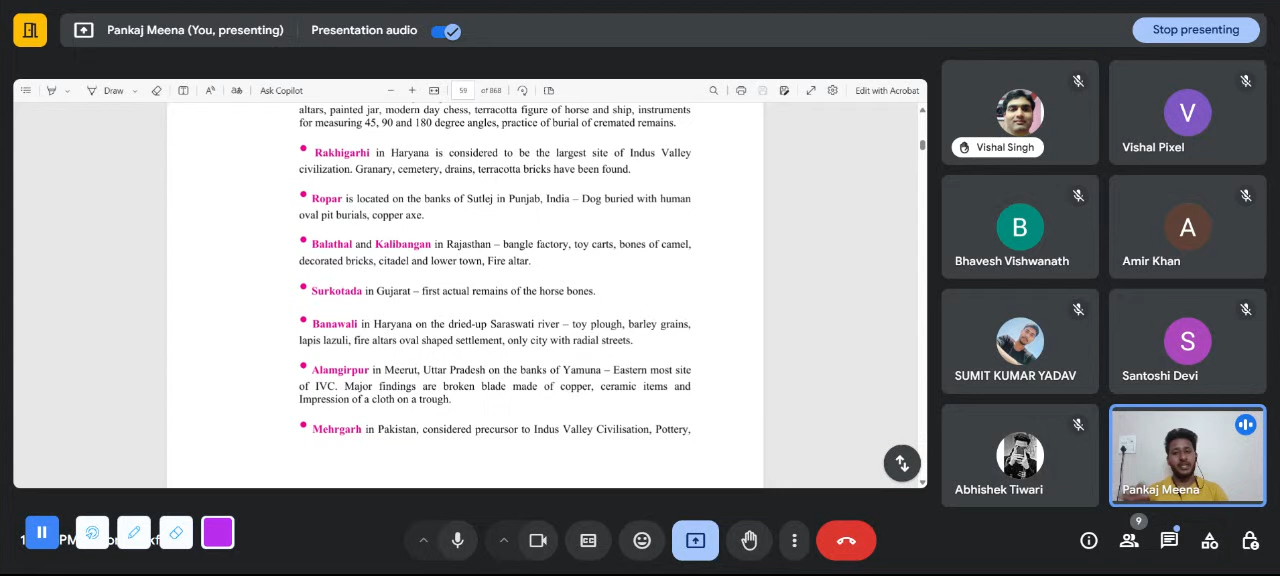 Pankaj Meena (You, presenting)
Presentation audio
Stop presenting
Draw
Ask Copilot
59
of 868
Edit with Acrobat
altars, painted jar, modern day chess, terracotta figure of horse and ship, instruments
for measuring 45, 90 and 180 degree angles, practice of burial of cremated remains.
Rakhigarhi in Haryana is considered to be the largest site of Indus Valley
civilization. Granary, cemetery, drains, terracotta bricks have been found.
Ropar is located on the banks of Sutlej in Punjab, India – Dog buried with human
oval pit burials, copper axe.
Balathal and Kalibangan in Rajasthan – bangle factory, toy carts, bones of camel,
decorated bricks, citadel and lower town, Fire altar.
Surkotada in Gujarat – first actual remains of the horse bones.
Banawali in Haryana on the dried-up Saraswati river – toy plough, barley grains,
lapis lazuli, fire altars oval shaped settlement, only city with radial streets.
Alamgirpur in Meerut, Uttar Pradesh on the banks of Yamuna – Eastern most site
of IVC. Major findings are broken blade made of copper, ceramic items and
Impression of a cloth on a trough.
Mehrgarh in Pakistan, considered precursor to Indus Valley Civilisation, Pottery,
Vishal Singh
V
Vishal Pixel
B
Bhavesh Vishwanath
A
Amir Khan
SUMIT KUMAR YADAV
S
Santoshi Devi
Abhishek Tiwari
Pankaj Meena
9